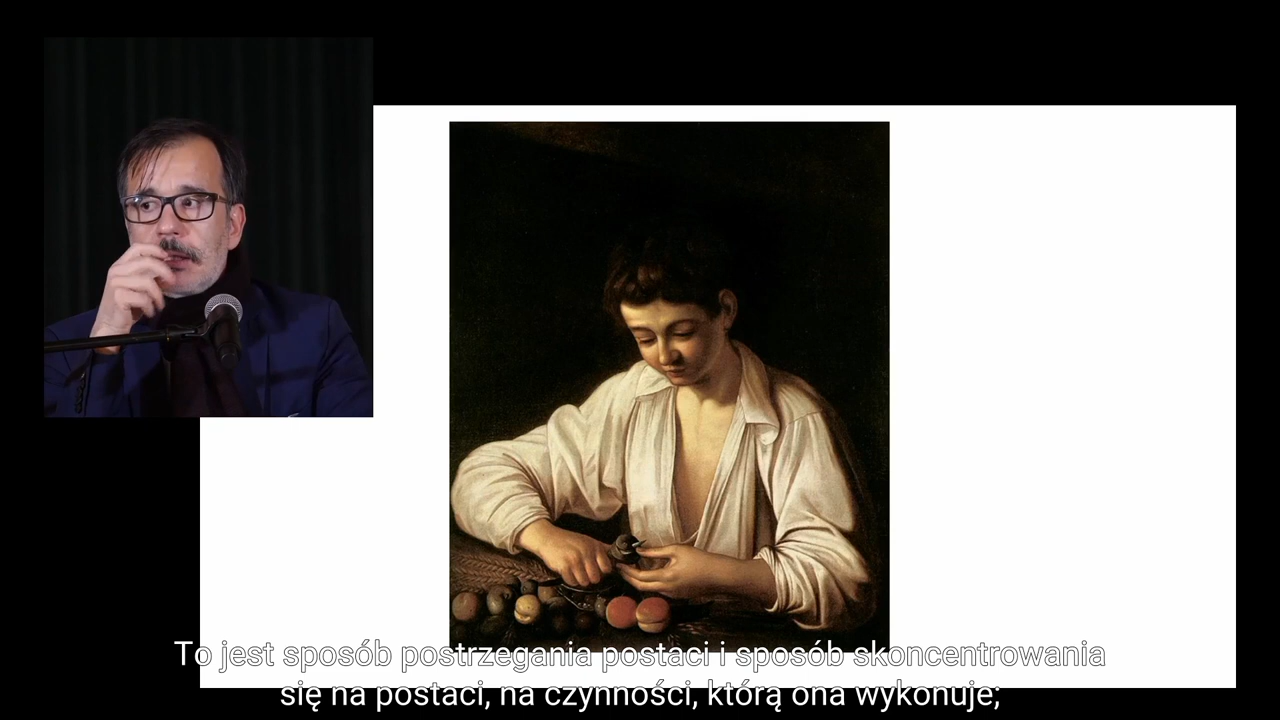 To jest sposób postrzegania postaci i sposób skoncentrowania
się na postaci, na czynności, którą ona wykonuje;